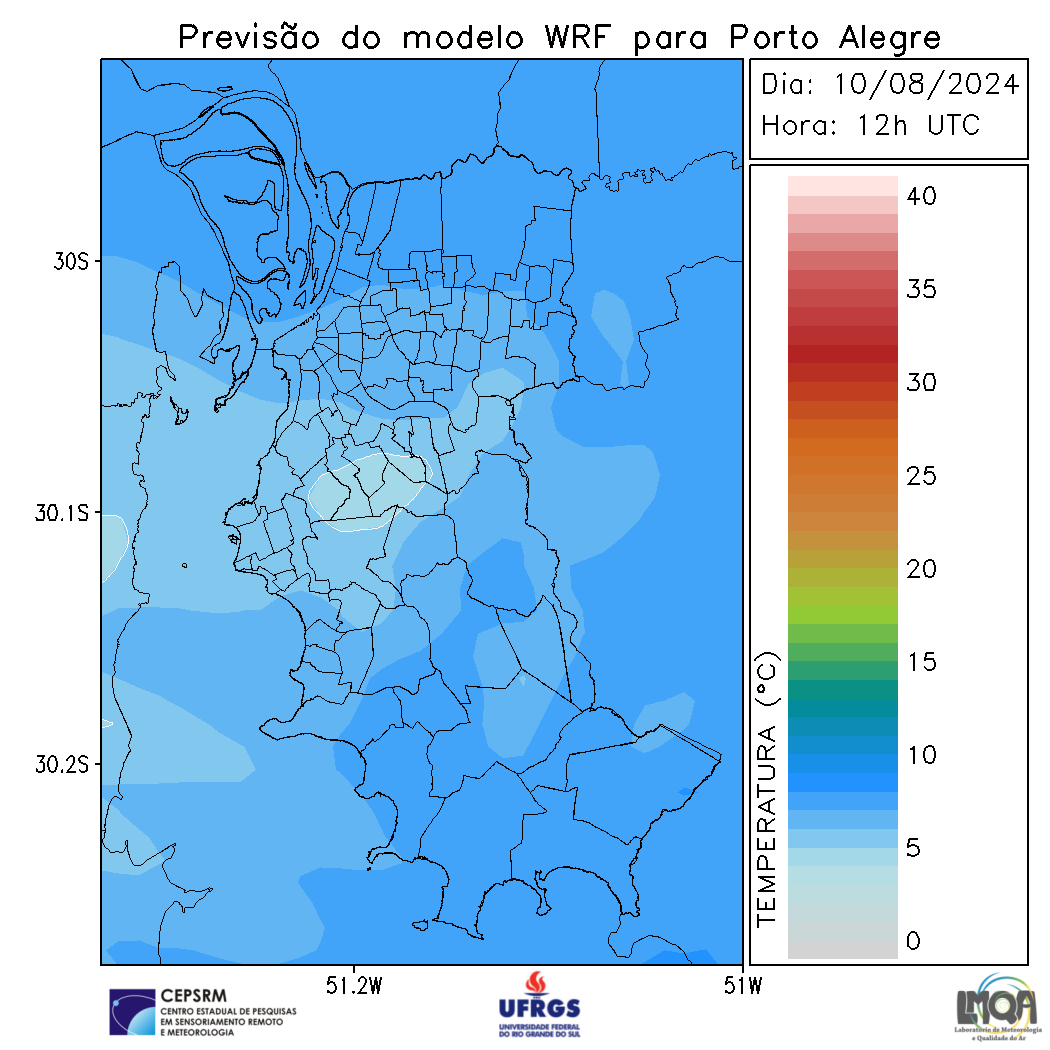 Previsão do modelo WRF para Porto Alegre
Dia: 10/08/2024
Hora: 12h UTC
30S
30.1S
30.2S
51.2W
51W
TEMPERATURA (°C)
40
35
30
25
20
15
10
5
0
CEPSRM
CENTRO ESTADUAL DE PESQUISAS
EM SENSORIAMENTO REMOTO
E METEOROLOGIA
UFRGS
UNIVERSIDADE FEDERAL
DO RIO GRANDE DO SUL
LMQA
Laboratório de Meteorologia
e Qualidade do Ar